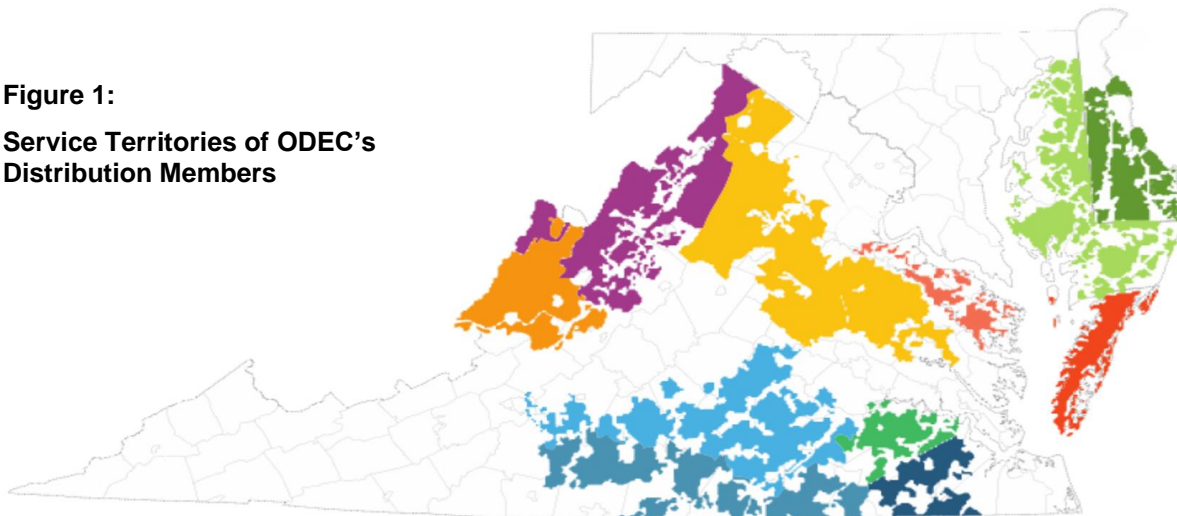 Figure 1:
Service Territories of ODEC’s
Distribution Members